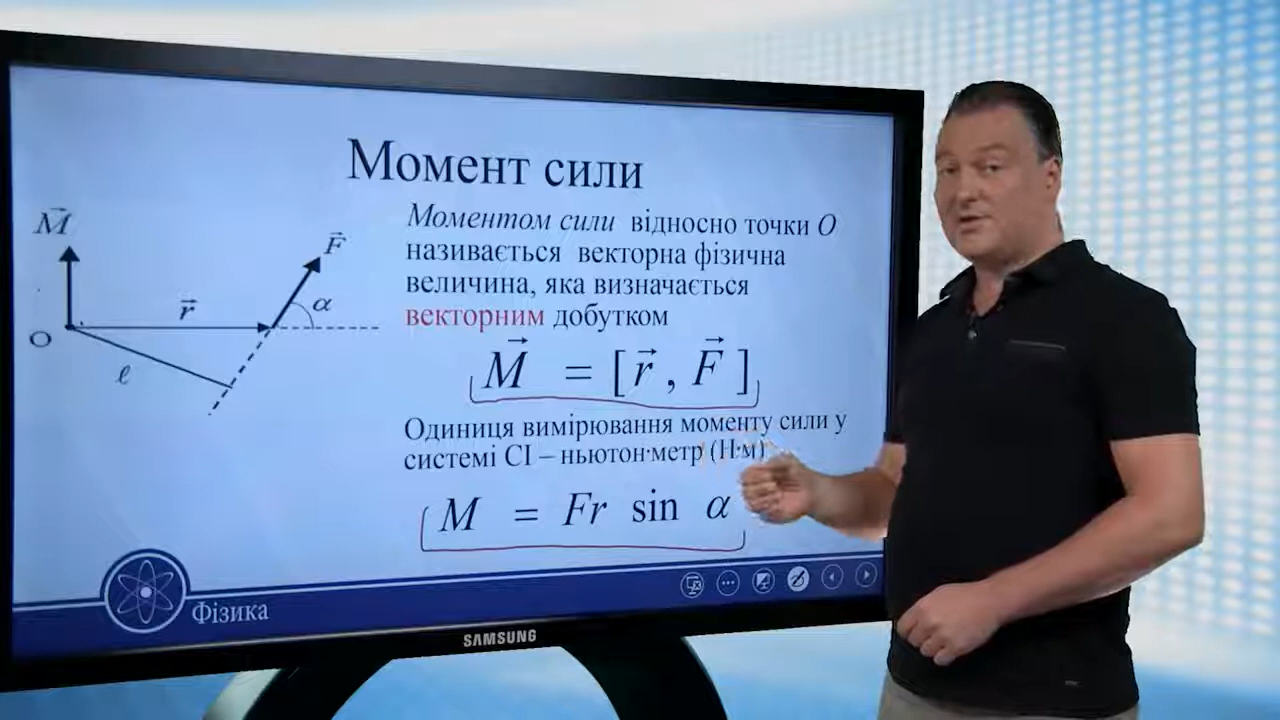 Момент сили
M⃗
F⃗
r⃗
α
O
ℓ
Моментом сили відносно точки O
називається векторна фізична
величина, яка визначається
векторним добутком
M⃗ = [r⃗, F⃗]
Одиниця вимірювання моменту сили у
системі СІ – ньютон·метр (Н·м)
M = Fr sin α
Фізика
SAMSUNG